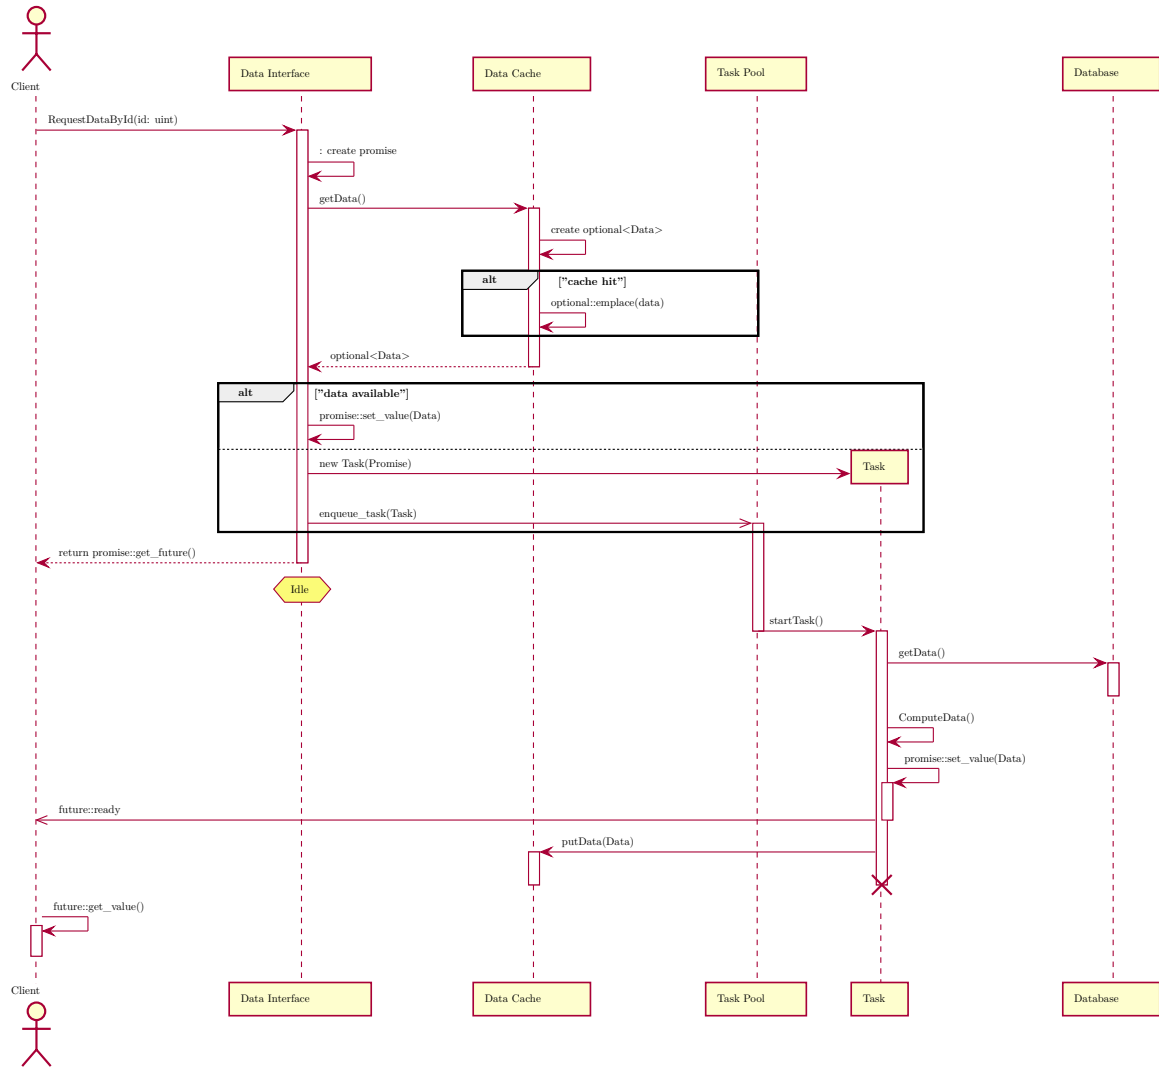 Client
Data Interface
Data Cache
Task Pool
Database
RequestDataById(id: uint)
: create promise
getData()
create optional<Data>
alt
["cache hit"]
optional::emplace(data)
optional<Data>
alt
["data available"]
promise::set_value(Data)
new Task(Promise)
Task
enqueue_task(Task)
return promise::get_future()
Idle
startTask()
getData()
ComputeData()
promise::set_value(Data)
future::ready
putData(Data)
future::get_value()
Client
Data Interface
Data Cache
Task Pool
Task
Database